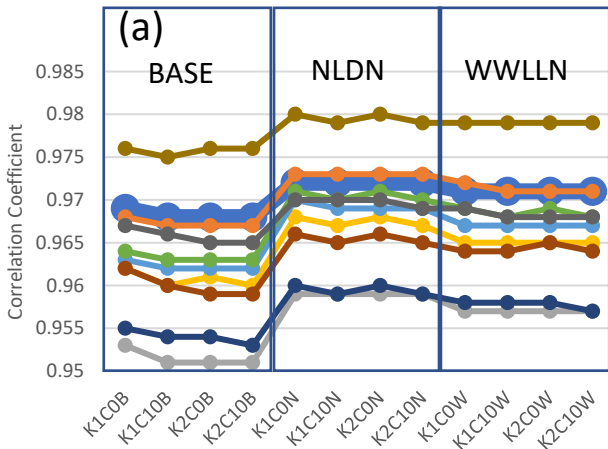 (a)
BASE
NLDN
WWLLN
Correlation Coefficient
0.985
0.98
0.975
0.97
0.965
0.96
0.955
0.95
K1C0B
K1C10B
K2C0B
K2C10B
K1C0N
K1C10N
K2C0N
K2C10N
K1C0W
K1C10W
K2C0W
K2C10W